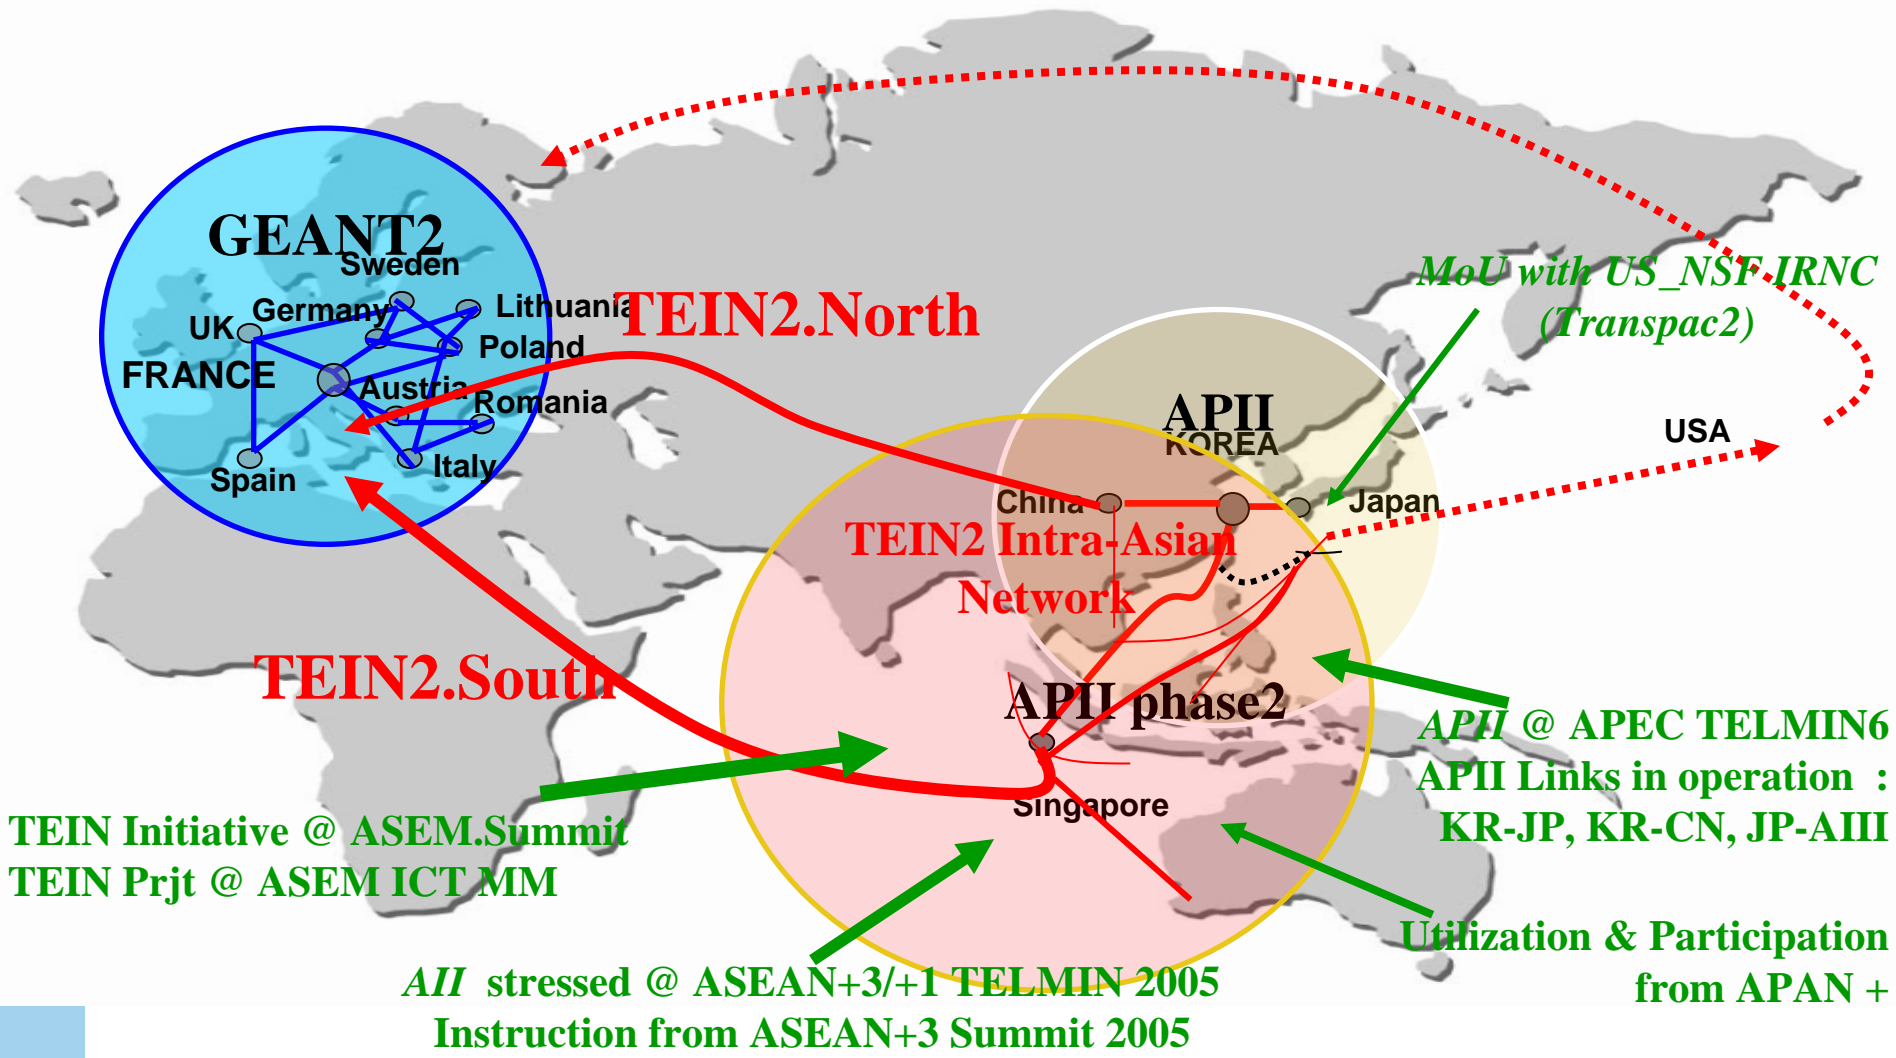 GEANT2
Sweden
Germany
Lithuania
UK
Poland
FRANCE
Austria
Romania
Spain
Italy
TEIN2.North
MoU with US_NSF IRNC
(Transpac2)
APII
KOREA
USA
China
Japan
TEIN2 Intra-Asian
Network
TEIN2.South
APII phase2
Singapore
APII @ APEC TELMIN6
APII Links in operation :
KR-JP, KR-CN, JP-AIII
TEIN Initiative @ ASEM.Summit
TEIN Prjt @ ASEM ICT MM
Utilization & Participation
from APAN +
AII stressed @ ASEAN+3/+1 TELMIN 2005
Instruction from ASEAN+3 Summit 2005